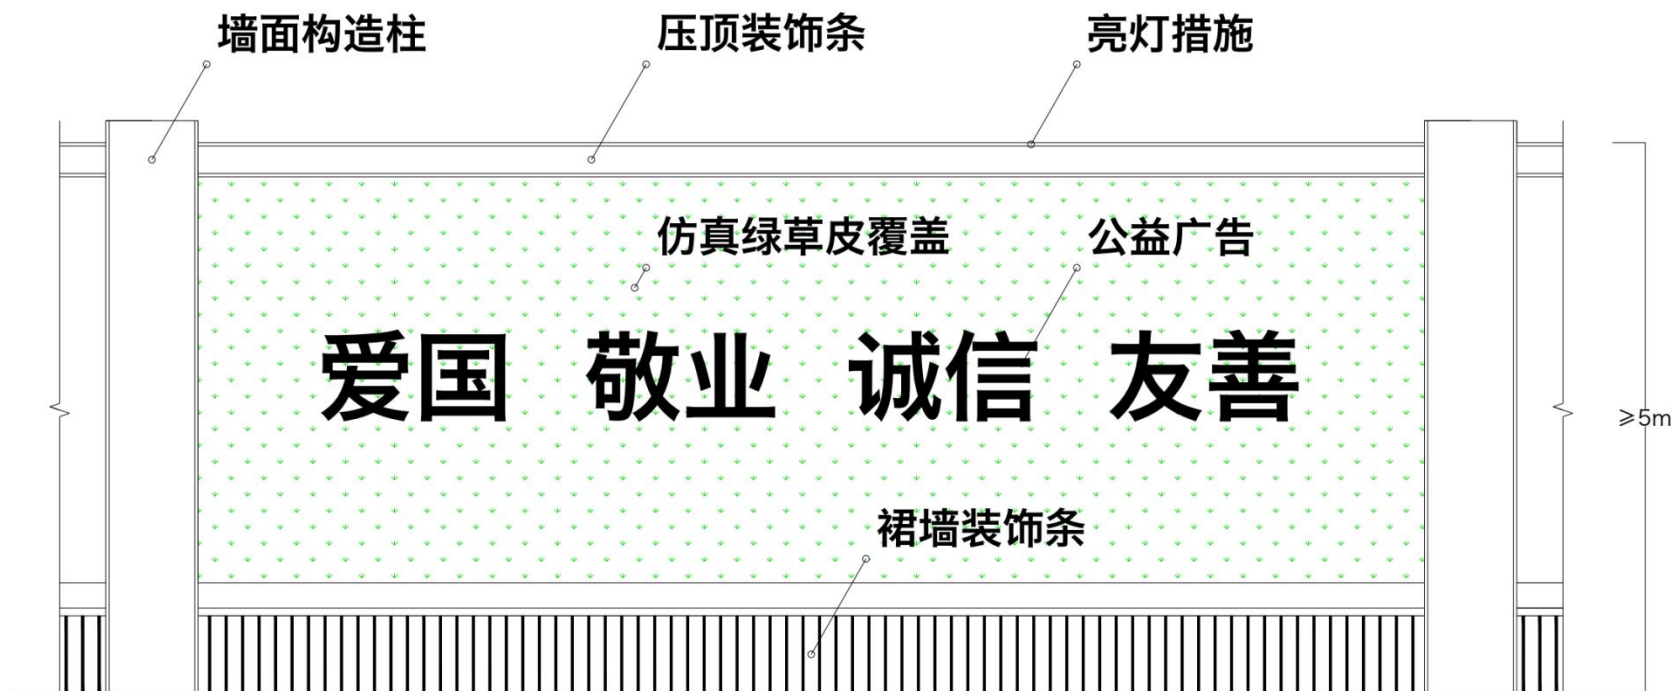 墙面构造柱 压顶装饰条 亮灯措施
仿真绿草皮覆盖 公益广告
爱国 敬业 诚信 友善
≥5m
裙墙装饰条